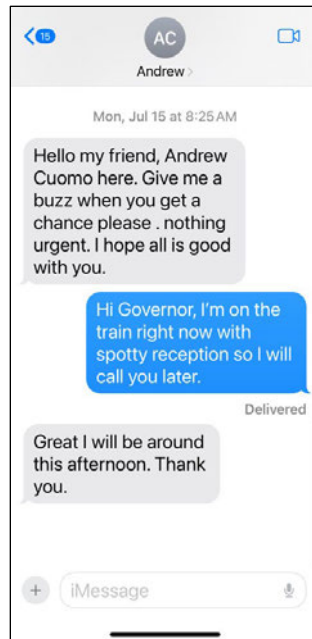 15
AC
Andrew
Mon, Jul 15 at 8:25 AM
Hello my friend, Andrew
Cuomo here. Give me a
buzz when you get a
chance please . nothing
urgent. I hope all is good
with you.
Hi Governor, I'm on the
train right now with
spotty reception so I will
call you later.
Delivered
Great I will be around
this afternoon. Thank
you.
iMessage